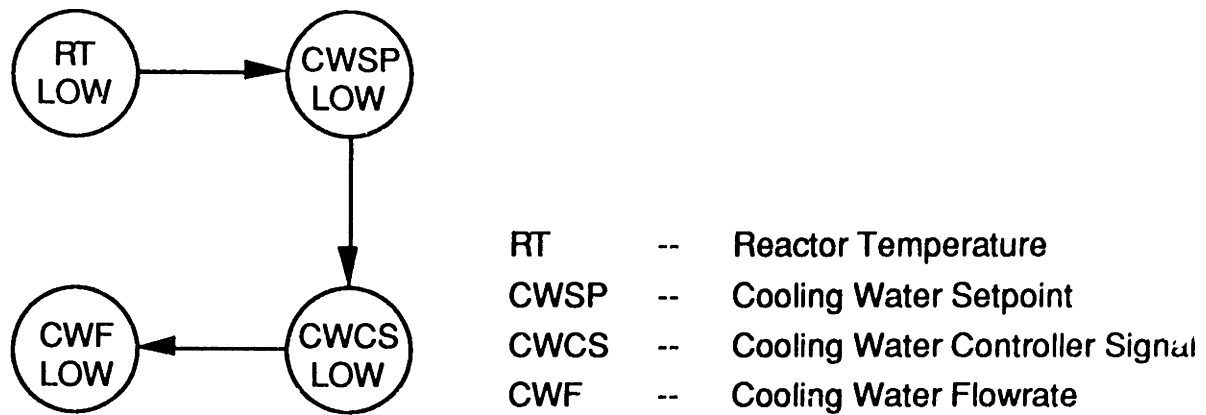 RT
LOW
CWSP
LOW
CWF
LOW
CWCS
LOW
RT -- Reactor Temperature
CWSP -- Cooling Water Setpoint
CWCS -- Cooling Water Controller Signal
CWF -- Cooling Water Flowrate